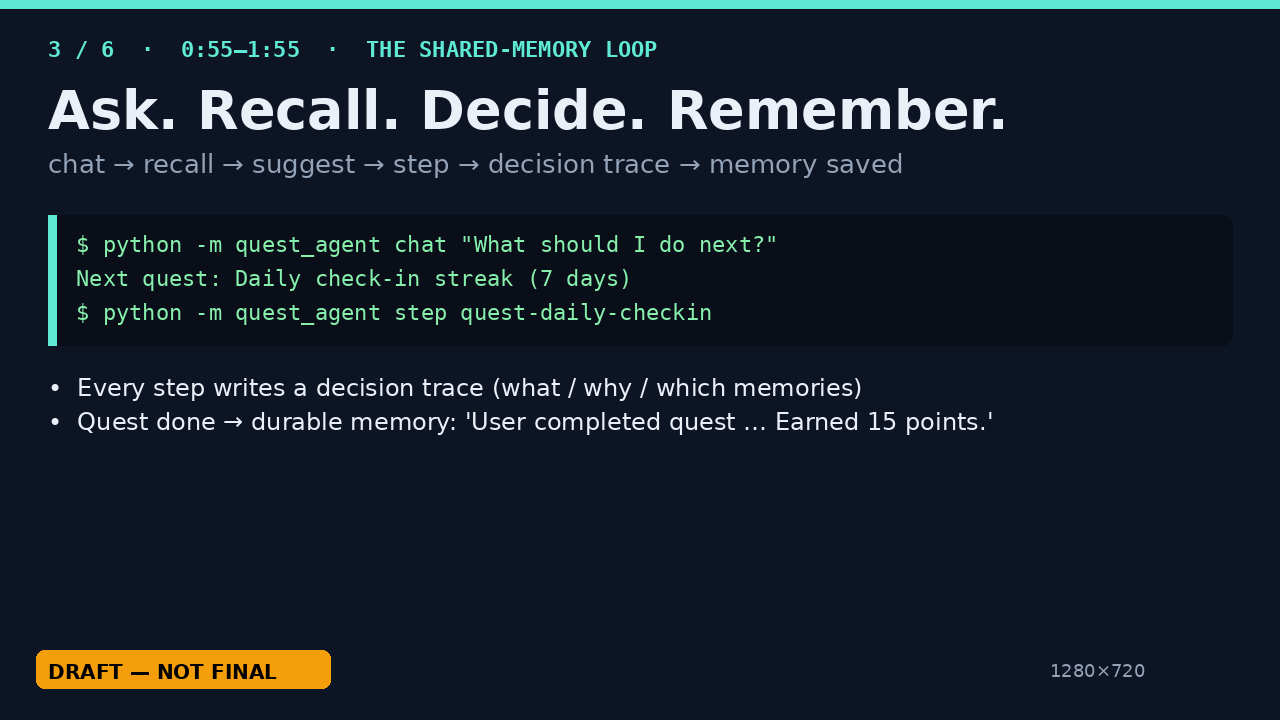 3 / 6 · 0:55–1:55 · THE SHARED-MEMORY LOOP
Ask. Recall. Decide. Remember.
chat → recall → suggest → step → decision trace → memory saved
$ python -m quest_agent chat "What should I do next?"
Next quest: Daily check-in streak (7 days)
$ python -m quest_agent step quest-daily-checkin
• Every step writes a decision trace (what / why / which memories)
• Quest done → durable memory: 'User completed quest … Earned 15 points.'
DRAFT — NOT FINAL
1280×720